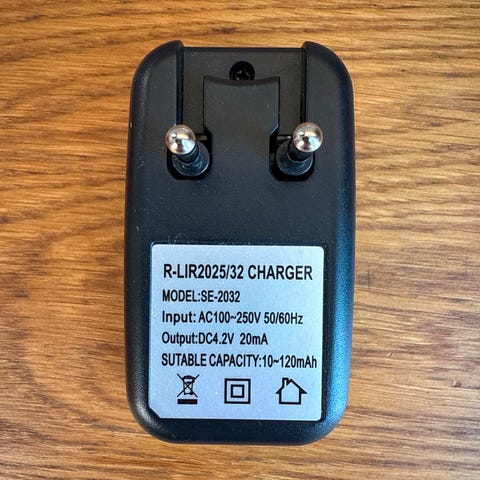 R-LIR2025/32 CHARGER
MODEL:SE-2032
Input: AC100~250V 50/60Hz
Output:DC4.2V 20mA
SUTABLE CAPACITY:10~120mAh